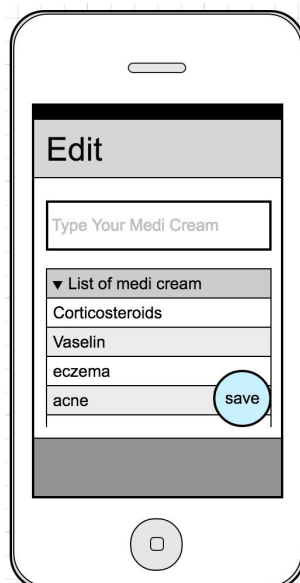 Edit
Type Your Medi Cream
▼ List of medi cream
Corticosteroids
Vaselin
eczema
acne
save